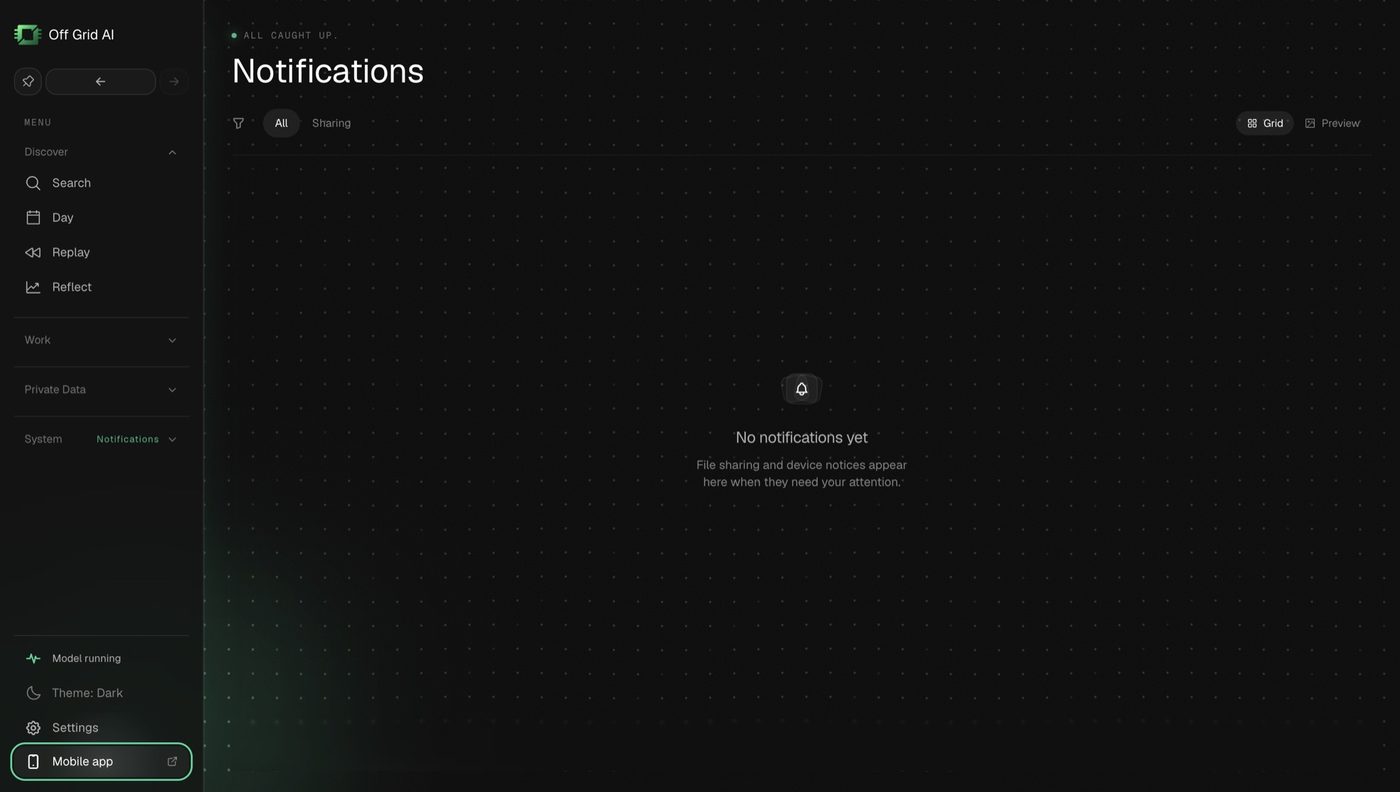 Off Grid AI
MENU
Discover
Search
Day
Replay
Reflect
Work
Private Data
System Notifications
Model running
Theme: Dark
Settings
Mobile app
ALL CAUGHT UP.
Notifications
All Sharing
Grid Preview
No notifications yet
File sharing and device notices appear
here when they need your attention.